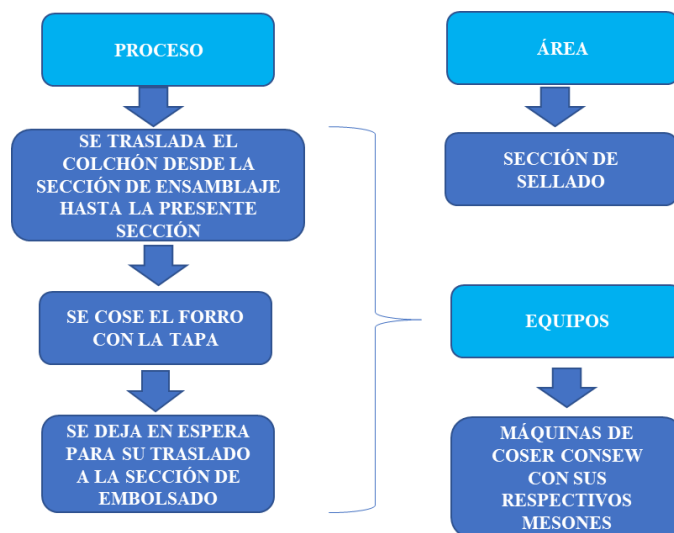 PROCESO
SE TRASLADA EL
COLCHÓN DESDE LA
SECCIÓN DE ENSAMBLAJE
HASTA LA PRESENTE
SECCIÓN
SE COSE EL FORRO
CON LA TAPA
SE DEJA EN ESPERA
PARA SU TRASLADO
A LA SECCIÓN DE
EMBOLSADO
ÁREA
SECCIÓN DE
SELLADO
EQUIPOS
MÁQUINAS DE
COSER CONSEW
CON SUS
RESPECTIVOS
MESONES